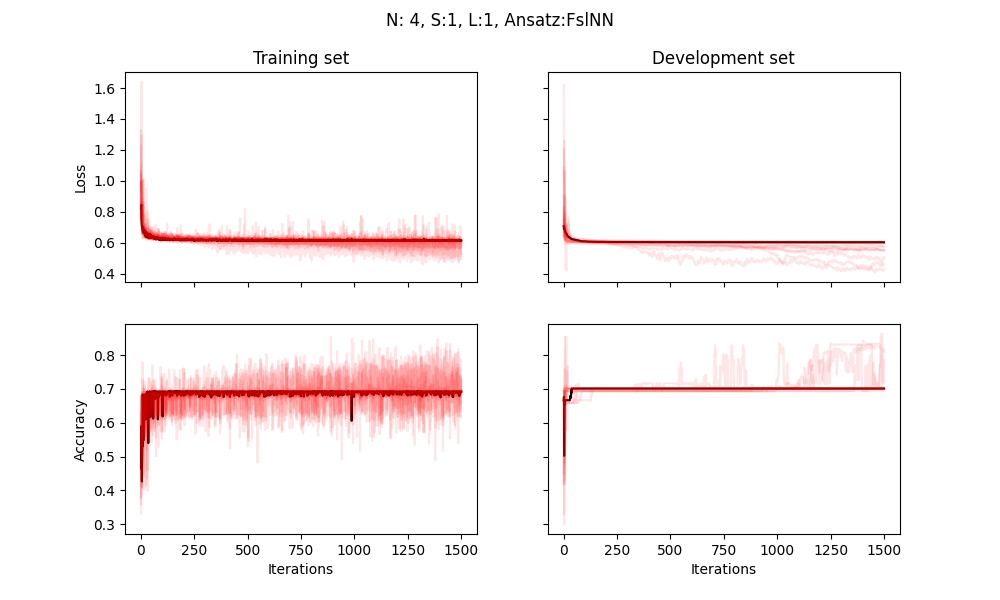 N: 4, S:1, L:1, Ansatz:FslNN
Training set
Development set
Loss
1.6
1.4
1.2
1.0
0.8
0.6
0.4
Accuracy
0.8
0.7
0.6
0.5
0.4
0.3
0 250 500 750 1000 1250 1500
0 250 500 750 1000 1250 1500
Iterations
Iterations